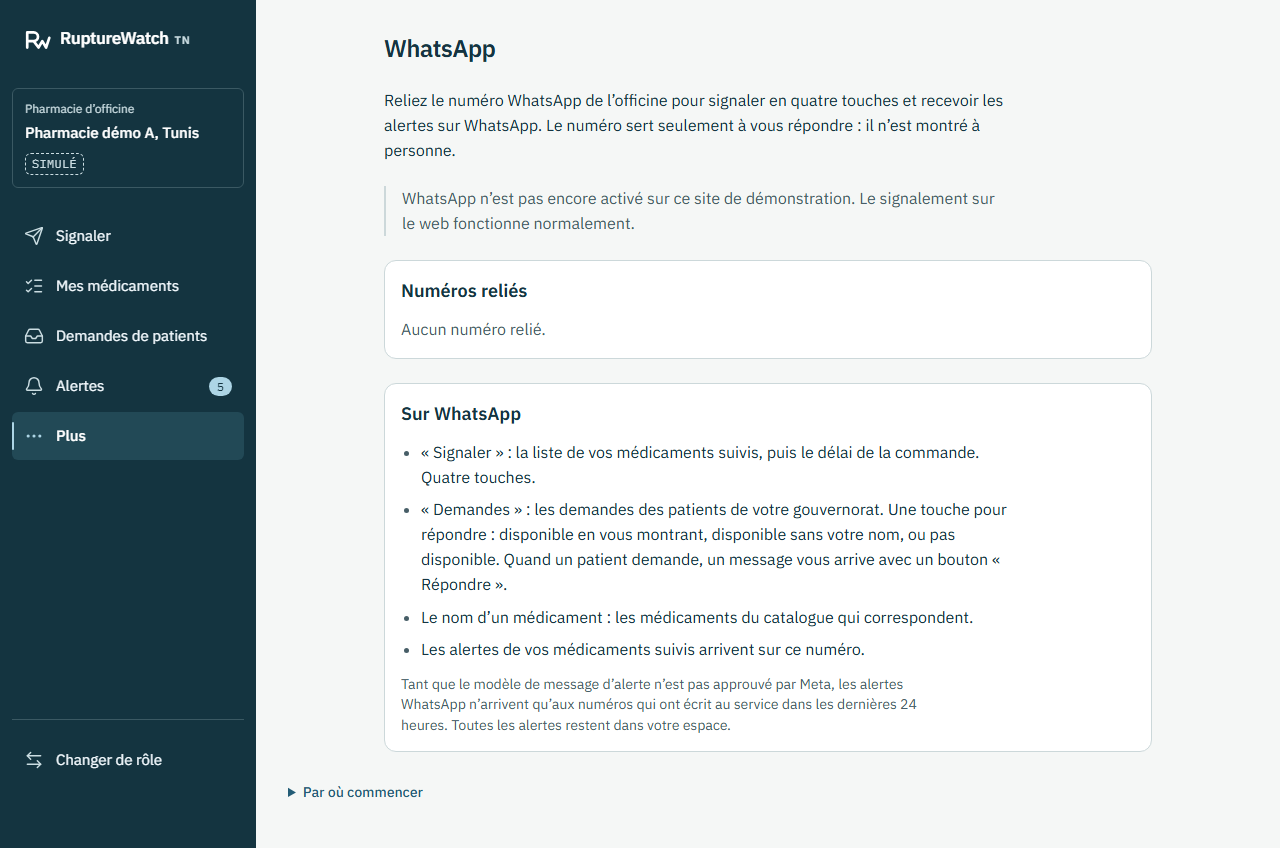 RuptureWatch TN
Pharmacie d’officine
Pharmacie démo A, Tunis
SIMULÉ
Signaler
Mes médicaments
Demandes de patients
Alertes 5
Plus
Changer de rôle
WhatsApp
Reliez le numéro WhatsApp de l’officine pour signaler en quatre touches et recevoir les
alertes sur WhatsApp. Le numéro sert seulement à vous répondre : il n’est montré à
personne.
WhatsApp n’est pas encore activé sur ce site de démonstration. Le signalement sur
le web fonctionne normalement.
Numéros reliés
Aucun numéro relié.
Sur WhatsApp
« Signaler » : la liste de vos médicaments suivis, puis le délai de la commande.
Quatre touches.
« Demandes » : les demandes des patients de votre gouvernorat. Une touche pour
répondre : disponible en vous montrant, disponible sans votre nom, ou pas
disponible. Quand un patient demande, un message vous arrive avec un bouton «
Répondre ».
Le nom d’un médicament : les médicaments du catalogue qui correspondent.
Les alertes de vos médicaments suivis arrivent sur ce numéro.
Tant que le modèle de message d’alerte n’est pas approuvé par Meta, les alertes
WhatsApp n’arrivent qu’aux numéros qui ont écrit au service dans les dernières 24
heures. Toutes les alertes restent dans votre espace.
Par où commencer